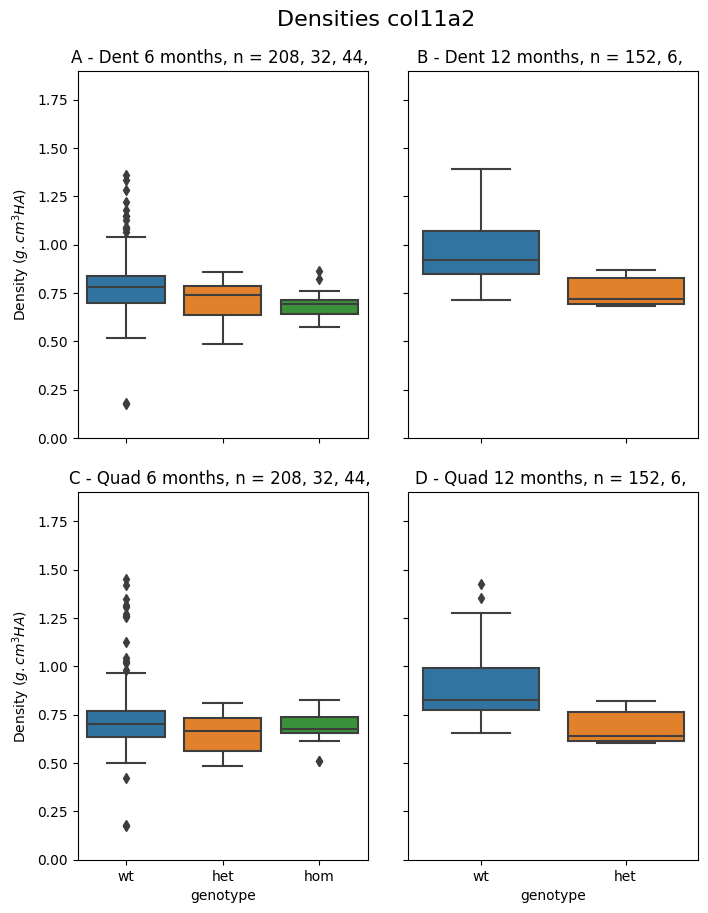 Densities col11a2
A - Dent 6 months, n = 208, 32, 44,
B - Dent 12 months, n = 152, 6,
1.75
1.50
1.25
1.00
0.75
0.50
0.25
0.00
Density (g.cm³HA)
C - Quad 6 months, n = 208, 32, 44,
D - Quad 12 months, n = 152, 6,
1.75
1.50
1.25
1.00
0.75
0.50
0.25
0.00
Density (g.cm³HA)
wt het hom
wt het
genotype
genotype